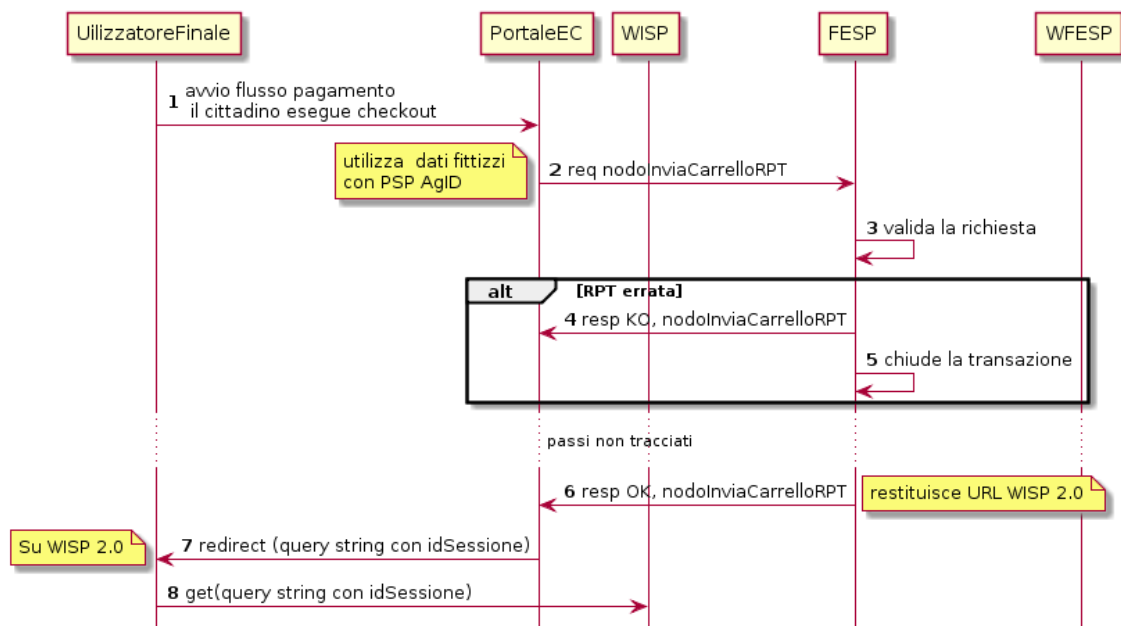 UilizzatoreFinale PortaleEC WISP FESP WFESP
1 avvio flusso pagamento
il cittadino esegue checkout
utilizza dati fittizzi
con PSP AgID
2 req nodoInviaCarrelloRPT
3 valida la richiesta
alt [RPT errata]
4 resp KO, nodoInviaCarrelloRPT
5 chiude la transazione
passi non tracciati
6 resp OK, nodoInviaCarrelloRPT
restituisce URL WISP 2.0
Su WISP 2.0
7 redirect (query string con idSessione)
8 get(query string con idSessione)